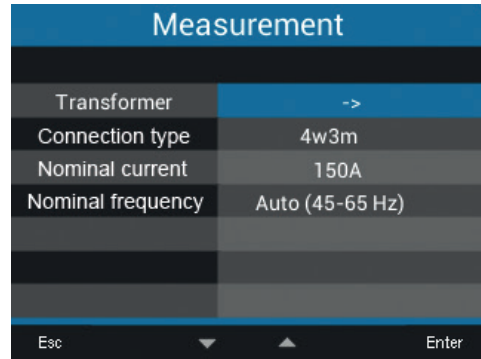 Measurement
Transformer ->
Connection type 4w3m
Nominal current 150A
Nominal frequency Auto (45-65 Hz)
Esc Enter